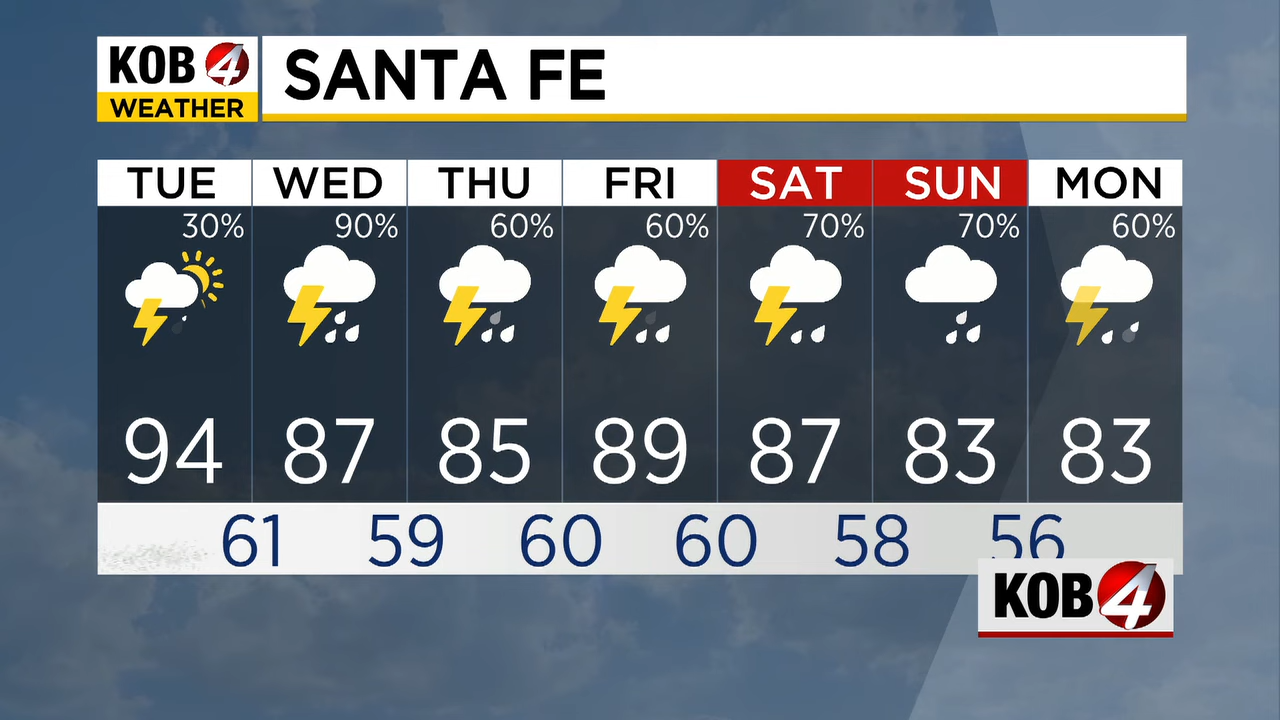 KOB 4
WEATHER
SANTA FE
TUE WED THU FRI SAT SUN MON
30% 90% 60% 60% 70% 70% 60%
94 87 85 89 87 83 83
61 59 60 60 58 56
KOB 4